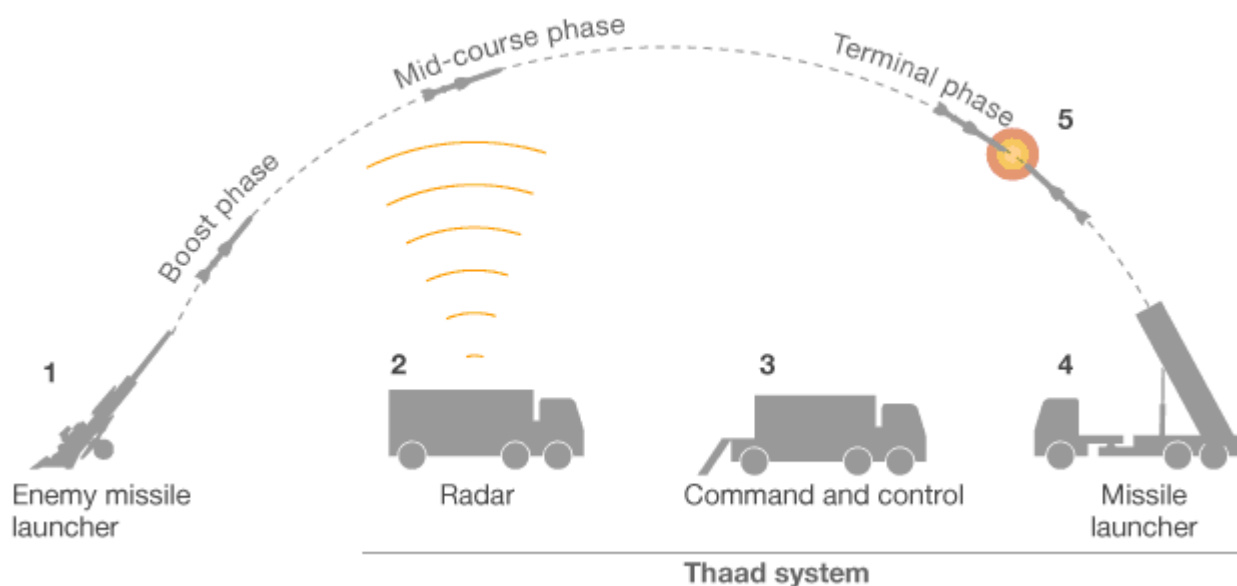 Mid-course phase
Terminal phase
5
Boost phase
1
2
3
4
Enemy missile
launcher
Radar
Command and control
Missile
launcher
Thaad system